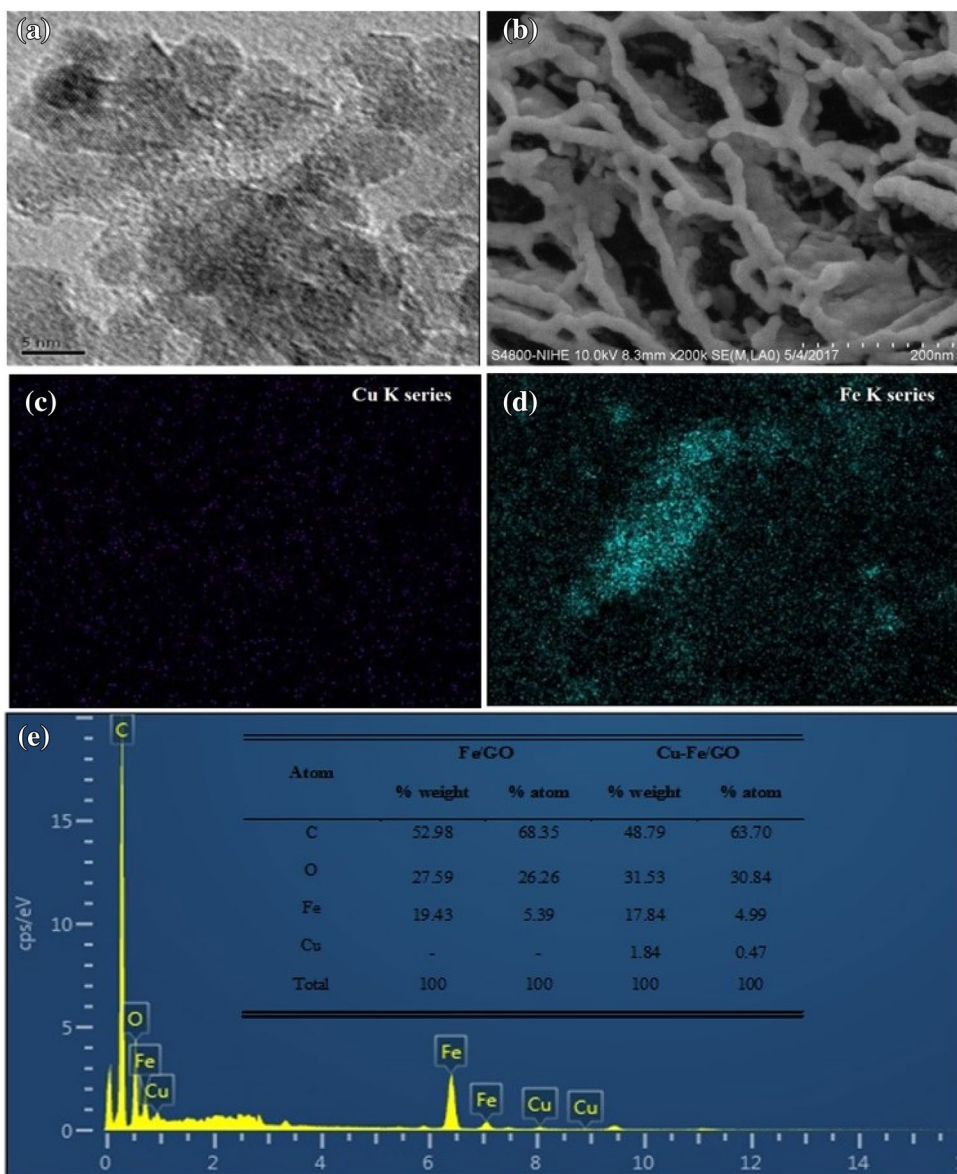 (a)
5 nm
(b)
S4800-NIHE 10.0kV 8.3mm x200k SE(M,LA0) 5/4/2017
200nm
(c)
Cu K series
(d)
Fe K series
(e)
Atom
Fe/GO
Cu-Fe/GO
% weight % atom % weight % atom
C 52.98 68.35 48.79 63.70
O 27.59 26.26 31.53 30.84
Fe 19.43 5.39 17.84 4.99
Cu - - 1.84 0.47
Total 100 100 100 100
C
O
Fe
Cu
Fe
Fe
Cu
Cu
cps/eV
15
10
5
0
0 2 4 6 8 10 12 14